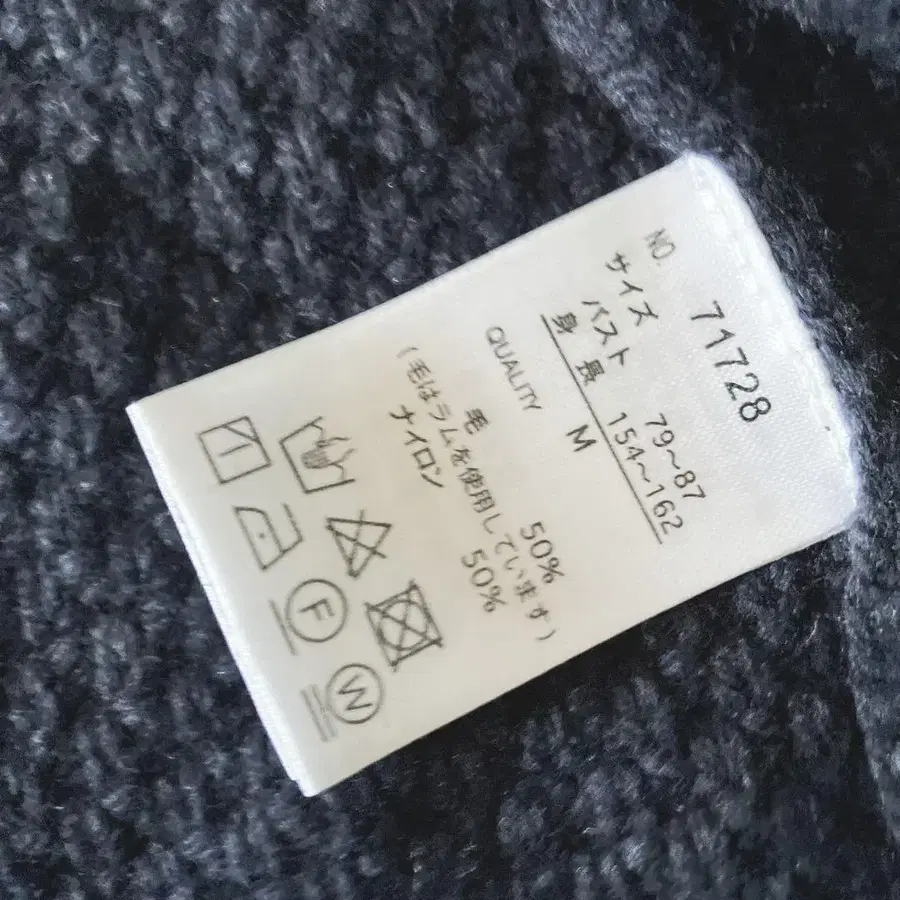 NO. 71728
サイズ
バスト 79～87
身長 154～162
M
QUALITY
毛 50%
(毛はラムを使用しています)
ナイロン 50%
F
W